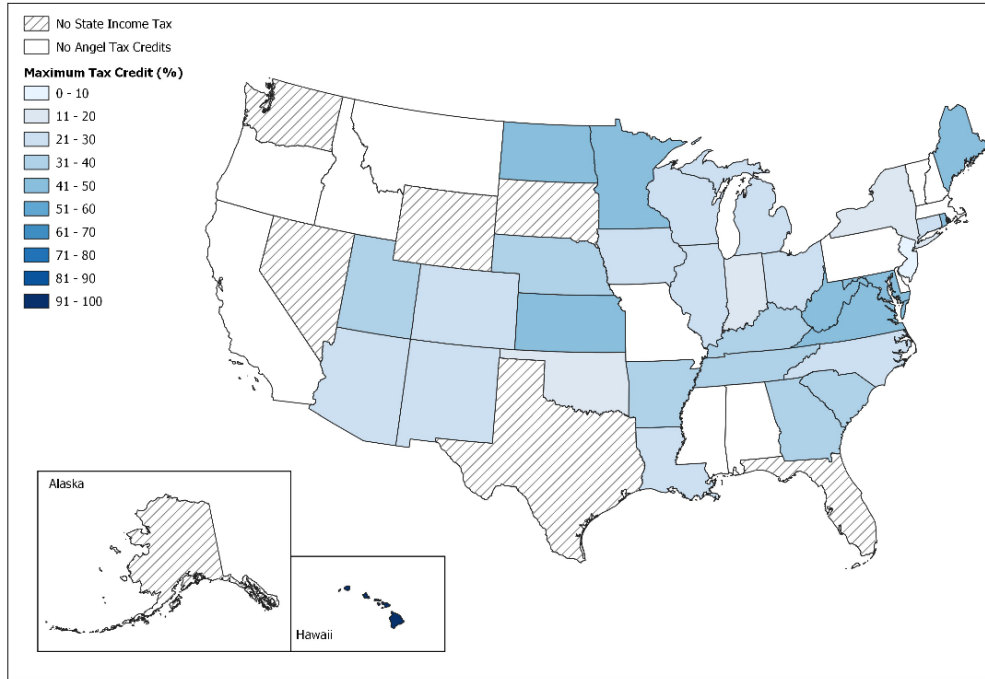 No State Income Tax
No Angel Tax Credits
Maximum Tax Credit (%)
0 - 10
11 - 20
21 - 30
31 - 40
41 - 50
51 - 60
61 - 70
71 - 80
81 - 90
91 - 100
Alaska
Hawaii